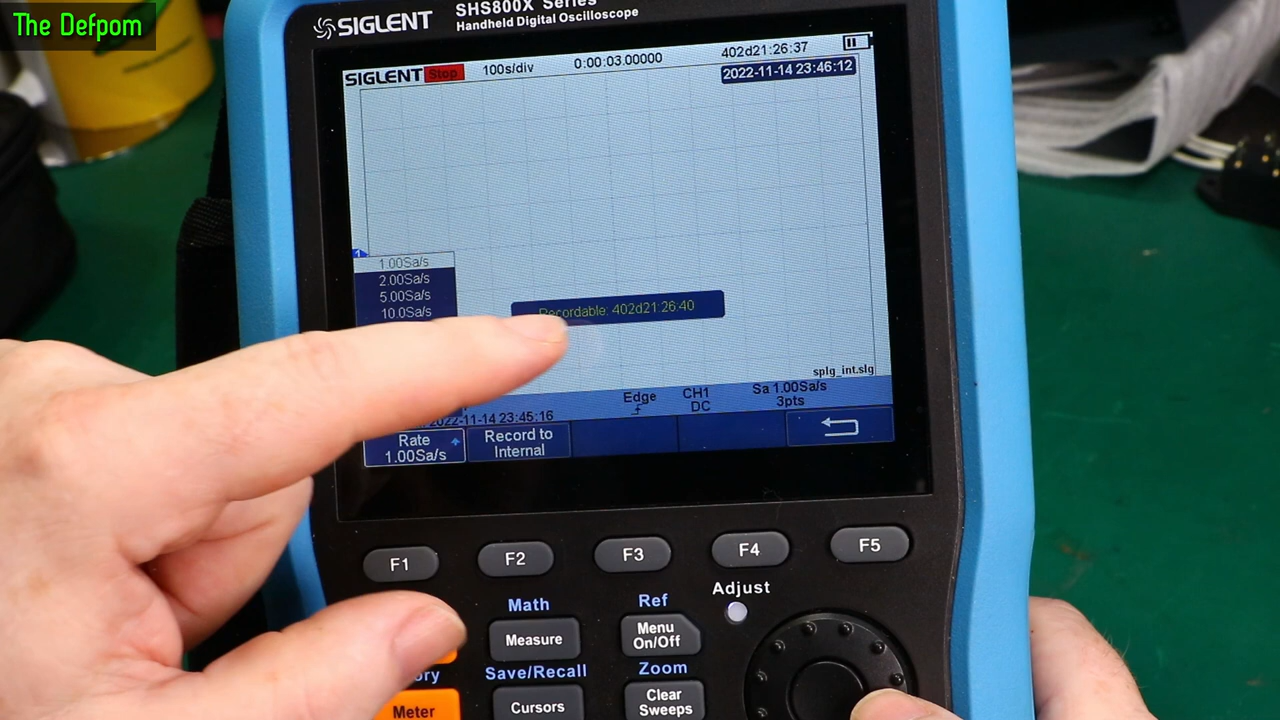 The Defpom
SIGLENT
SHS800X Series
Handheld Digital Oscilloscope
SIGLENT Stop 100s/div 0:00:03.00000 402d21:26:37
2022-11-14 23:46:12
1
1.00Sa/s
2.00Sa/s
5.00Sa/s
10.0Sa/s
Recordable: 402d21:26:40
splg_int.slg
2022-11-14 23:45:16
Edge CH1 Sa 1.00Sa/s
DC 3pts
Rate
1.00Sa/s
Record to
Internal
F1 F2 F3 F4 F5
Adjust
Math Ref
Measure
Menu
On/Off
Save/Recall Zoom
Meter
Cursors
Clear
Sweeps